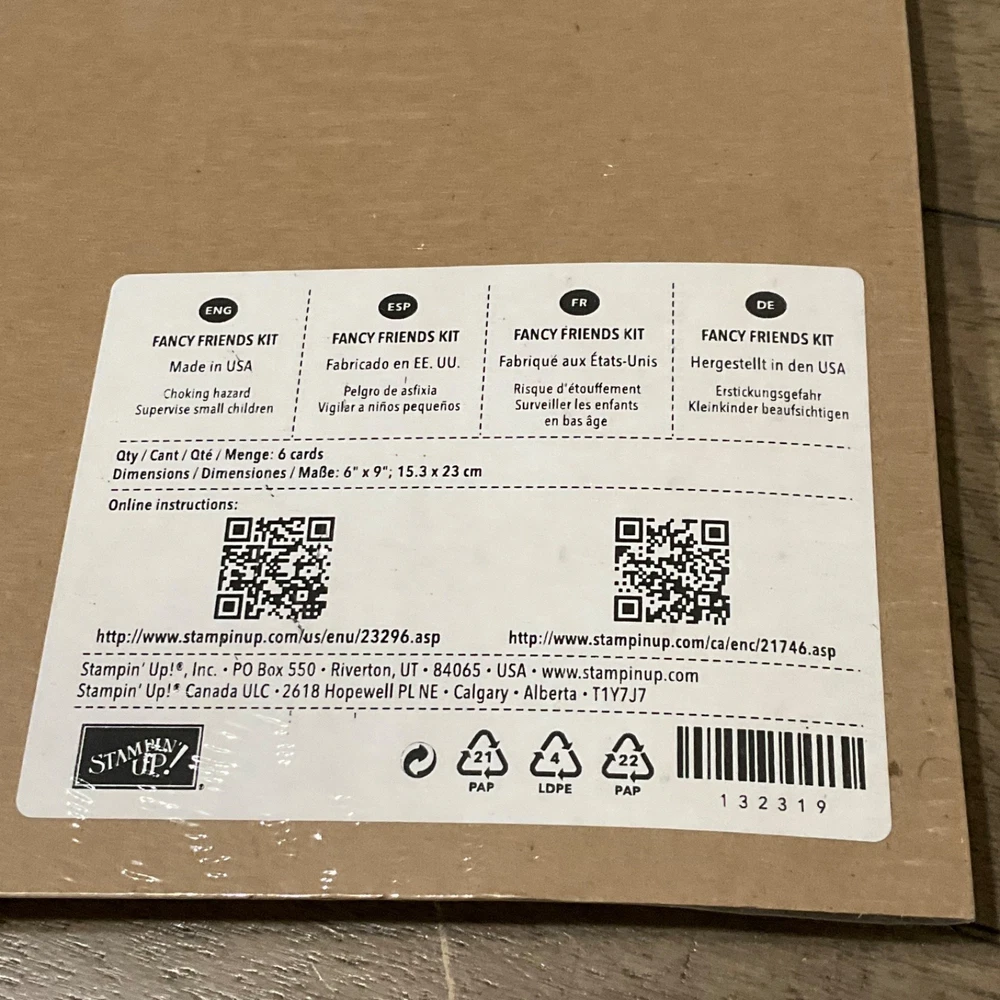 ENG
FANCY FRIENDS KIT
Made in USA
Choking hazard
Supervise small children
ESP
FANCY FRIENDS KIT
Fabricado en EE. UU.
Pelgro de asfixia
Vigilar a niños pequeños
FR
FANCY FRIENDS KIT
Fabriqué aux États-Unis
Risque d'étouffement
Surveiller les enfants
en bas âge
DE
FANCY FRIENDS KIT
Hergestellt in den USA
Erstickungsgefahr
Kleinkinder beaufsichtigen
Qty / Cant / Qté / Menge: 6 cards
Dimensions / Dimensiones / Maße: 6" x 9"; 15.3 x 23 cm
Online instructions:
http://www.stampinup.com/us/enu/23296.asp
http://www.stampinup.com/ca/enc/21746.asp
Stampin' Up!®, Inc. • PO Box 550 • Riverton, UT • 84065 • USA • www.stampinup.com
Stampin' Up!® Canada ULC • 2618 Hopewell PL NE • Calgary • Alberta • T1Y7J7
STAMPIN'
UP!
21
PAP
4
LDPE
22
PAP
132319